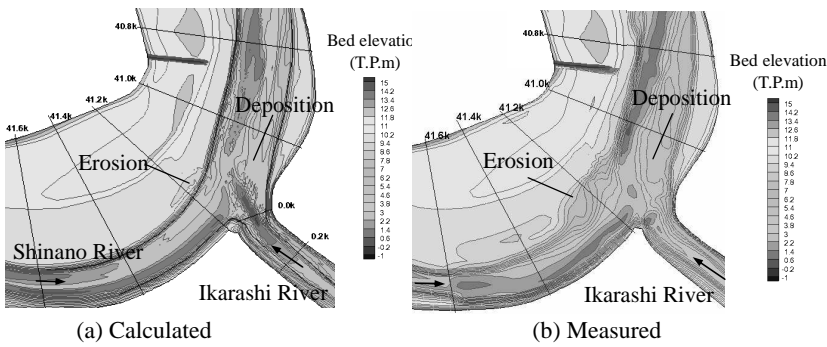 40.8k
41.0k
41.2k
41.4k
41.6k
Deposition
Erosion
0.0k
0.2k
Shinano River
Ikarashi River
Bed elevation
(T.P.m)
15
14.2
13.4
12.6
11.8
11
10.2
9.4
8.6
7.8
7
6.2
5.4
4.6
3.8
3
2.2
1.4
0.6
-0.2
-1
(a) Calculated
40.8k
41.0k
41.2k
41.4k
41.6k
Deposition
Erosion
Ikarashi River
Bed elevation
(T.P.m)
15
14.2
13.4
12.6
11.8
11
10.2
9.4
8.6
7.8
7
6.2
5.4
4.6
3.8
3
2.2
1.4
0.6
-0.2
-1
(b) Measured